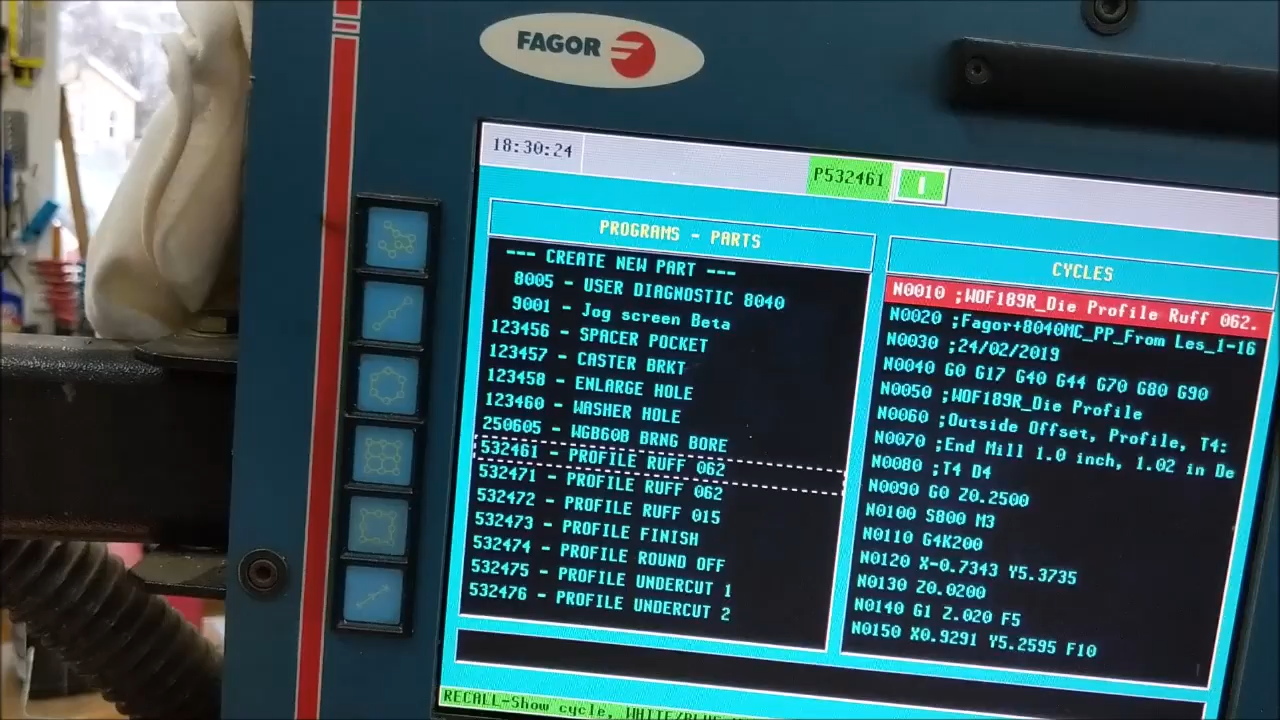 FAGOR
18:30:24
P532461
PROGRAMS - PARTS
--- CREATE NEW PART ---
8005 - USER DIAGNOSTIC 8040
9001 - Jog screen Beta
123456 - SPACER POCKET
123457 - CASTER BRKT
123458 - ENLARGE HOLE
123460 - WASHER HOLE
250605 - WGB60B BRNG BORE
532461 - PROFILE RUFF 062
532471 - PROFILE RUFF 062
532472 - PROFILE RUFF 015
532473 - PROFILE FINISH
532474 - PROFILE ROUND OFF
532475 - PROFILE UNDERCUT 1
532476 - PROFILE UNDERCUT 2
CYCLES
N0010 ;WOF189R_Die Profile Ruff 062.
N0020 ;Fagor+8040MC_PP_From Les_1-16
N0030 ;24/02/2019
N0040 G0 G17 G40 G44 G70 G80 G90
N0050 ;WOF189R_Die Profile
N0060 ;Outside Offset, Profile, T4:
N0070 ;End Mill 1.0 inch, 1.02 in De
N0080 ;T4 D4
N0090 G0 Z0.2500
N0100 S800 M3
N0110 G4K200
N0120 X-0.7343 Y5.3735
N0130 Z0.0200
N0140 G1 Z.020 F5
N0150 X0.9291 Y5.2595 F10
RECALL-Show cycle,